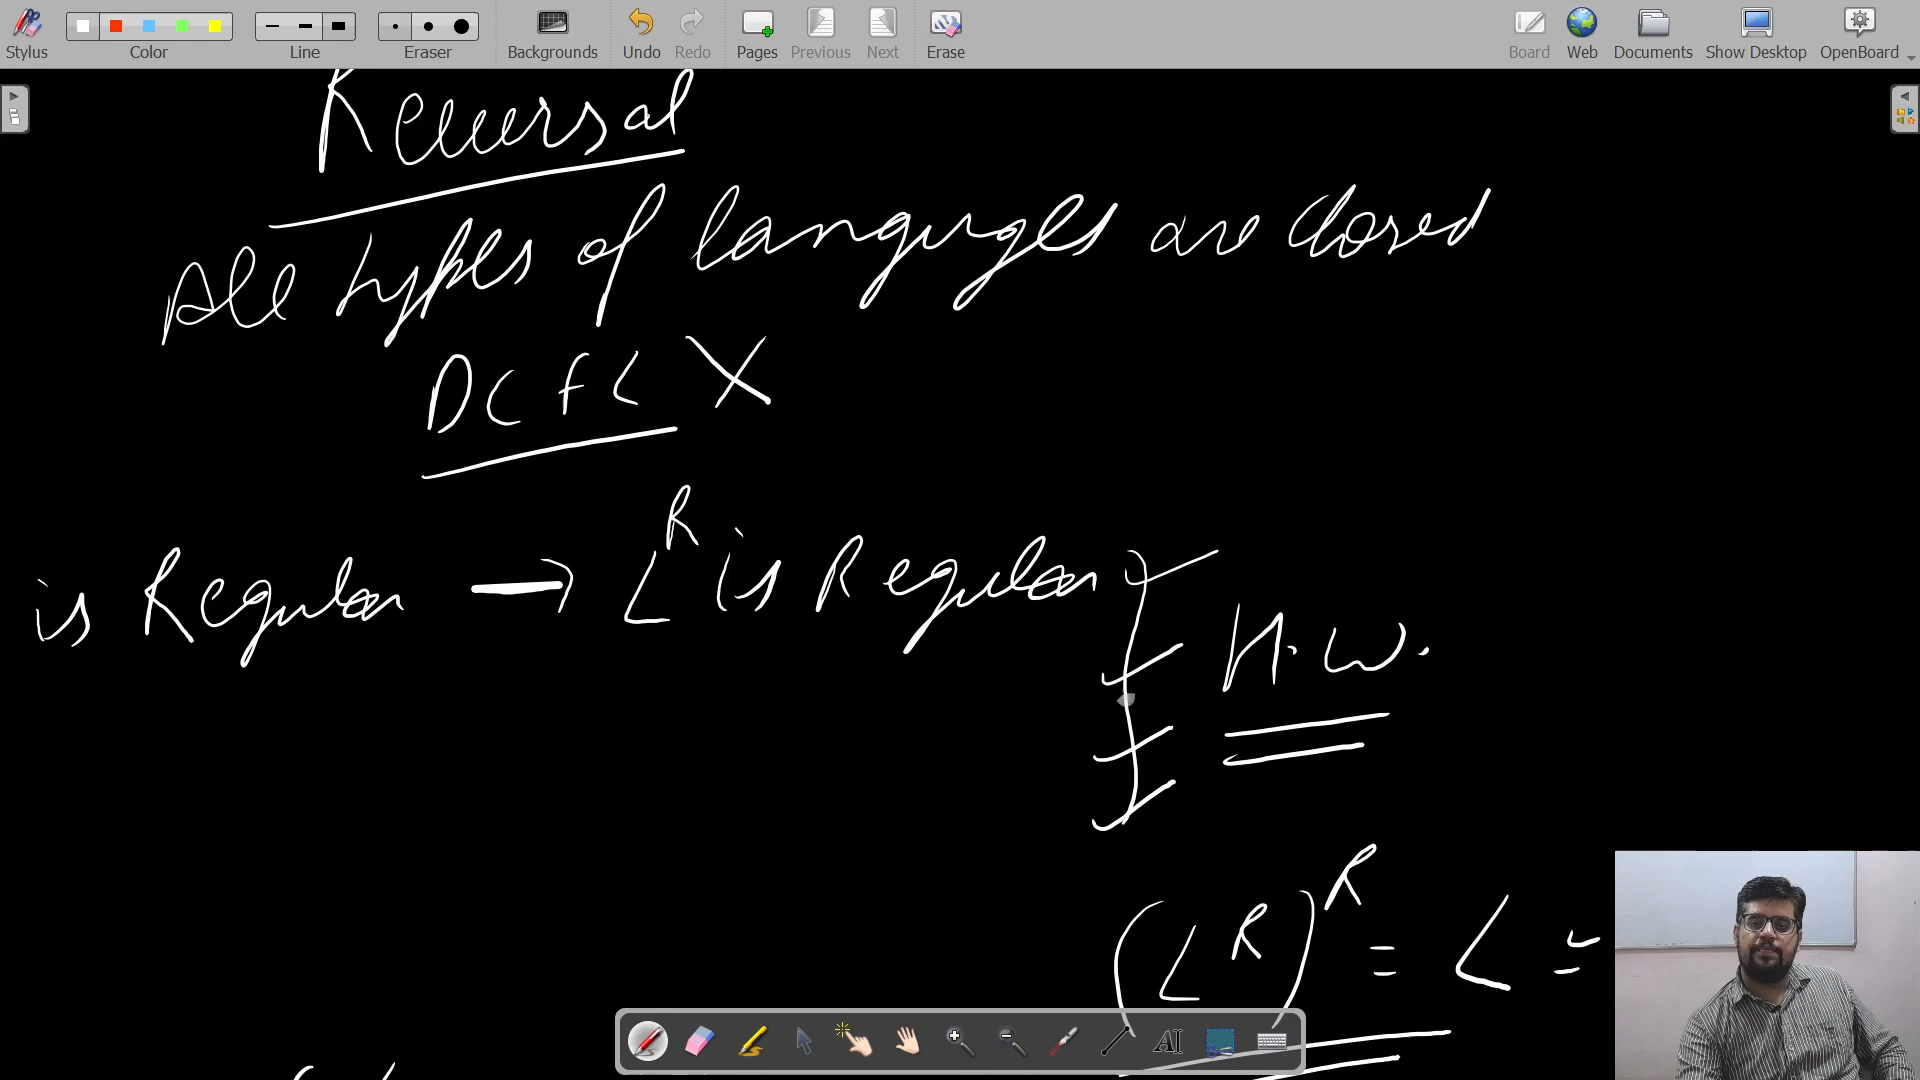 Stylus Color Line Eraser Backgrounds Undo Redo Pages Previous Next Erase Board Web Documents Show Desktop OpenBoard
Reversal
All types of languages are closed
DCFL X
is Regular → L^R is Regular
H.W.
(L^R)^R = L =